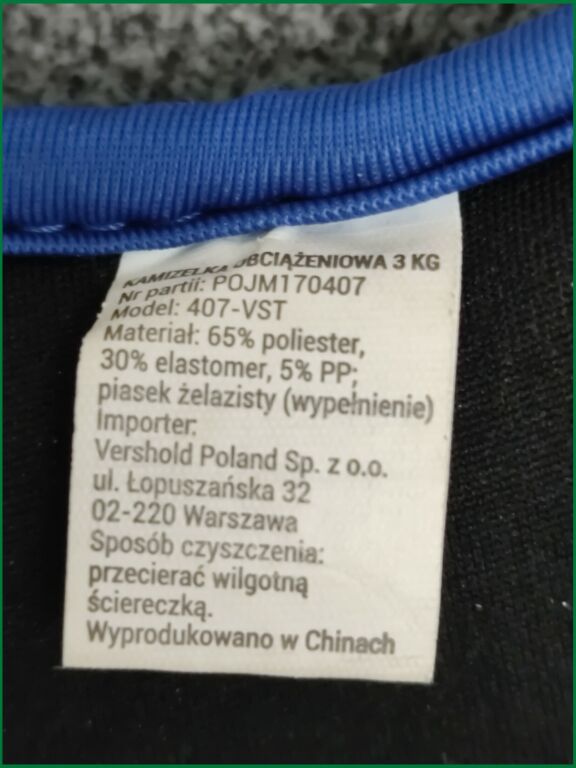 KAMIZELKA OBCIĄŻENIOWA 3 KG
Nr partii: POJM170407
Model: 407-VST
Materiał: 65% poliester,
30% elastomer, 5% PP;
piasek żelazisty (wypełnienie)
Importer:
Vershold Poland Sp. z o.o.
ul. Łopuszańska 32
02-220 Warszawa
Sposób czyszczenia:
przecierać wilgotną
ściereczką.
Wyprodukowano w Chinach